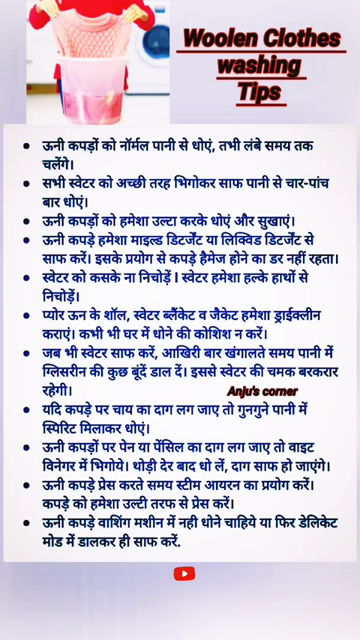 Woolen Clothes
washing
Tips
• ऊनी कपड़ों को नॉर्मल पानी से धोएं, तभी लंबे समय तक
चलेंगे।
• सभी स्वेटर को अच्छी तरह भिगोकर साफ पानी से चार-पांच
बार धोएं।
• ऊनी कपड़ों को हमेशा उल्टा करके धोएं और सुखाएं।
• ऊनी कपड़े हमेशा माइल्ड डिटर्जेंट या लिक्विड डिटर्जेंट से
साफ करें। इसके प्रयोग से कपड़े हैमेज होने का डर नहीं रहता।
• स्वेटर को कसके ना निचोड़ें। स्वेटर हमेशा हल्के हाथों से
निचोड़ें।
• प्योर ऊन के शॉल, स्वेटर ब्लैंकेट व जैकेट हमेशा ड्राईक्लीन
कराएं। कभी भी घर में धोने की कोशिश न करें।
• जब भी स्वेटर साफ करें, आखिरी बार खंगालते समय पानी में
ग्लिसरीन की कुछ बूंदें डाल दें। इससे स्वेटर की चमक बरकरार
रहेगी।
Anju's corner
• यदि कपड़े पर चाय का दाग लग जाए तो गुनगुने पानी में
स्पिरिट मिलाकर धोएं।
• ऊनी कपड़ों पर पेन या पेंसिल का दाग लग जाए तो वाइट
विनेगर में भिगोये। थोड़ी देर बाद धो लें, दाग साफ हो जाएंगे।
• ऊनी कपड़े प्रेस करते समय स्टीम आयरन का प्रयोग करें।
कपड़े को हमेशा उल्टी तरफ से प्रेस करें।
• ऊनी कपड़े वाशिंग मशीन में नही धोने चाहिये या फिर डेलिकेट
मोड में डालकर ही साफ करें.